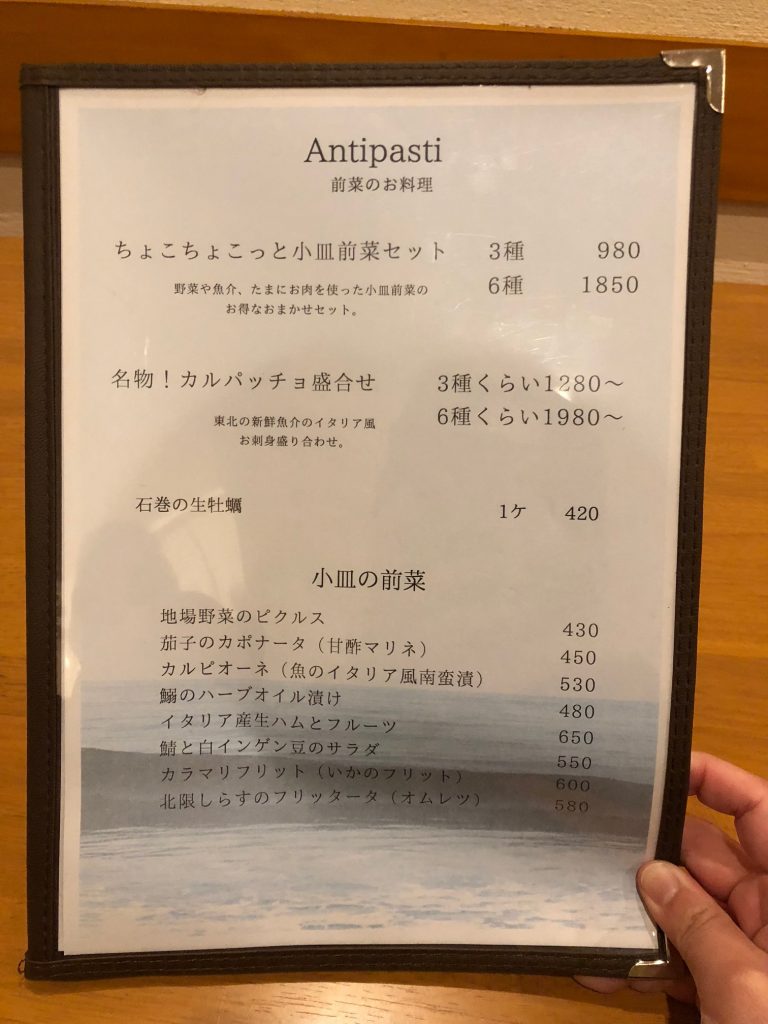 Antipasti
前菜のお料理
ちょこちょこっと小皿前菜セット 3種 980
野菜や魚介、たまにお肉を使った小皿前菜の 6種 1850
お得なおまかせセット。
名物！カルパッチョ盛合せ 3種くらい1280～
東北の新鮮魚介のイタリア風 6種くらい1980～
お刺身盛り合わせ。
石巻の生牡蠣 1ケ 420
小皿の前菜
地場野菜のピクルス 430
茄子のカポナータ（甘酢マリネ） 450
カルピオーネ（魚のイタリア風南蛮漬） 530
鰯のハーブオイル漬け 480
イタリア産生ハムとフルーツ 650
鯖と白インゲン豆のサラダ 550
カラマリフリット（いかのフリット） 600
北限しらすのフリッタータ（オムレツ） 580